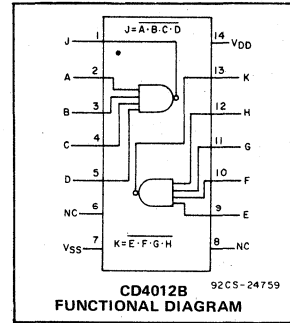 J=A·B·C·D
J 1
14 VDD
A 2
13 K
B 3
12 H
C 4
11 G
D 5
10 F
9 E
NC 6
VSS 7
K=E·F·G·H
8 NC
92CS-24759
CD4012B
FUNCTIONAL DIAGRAM